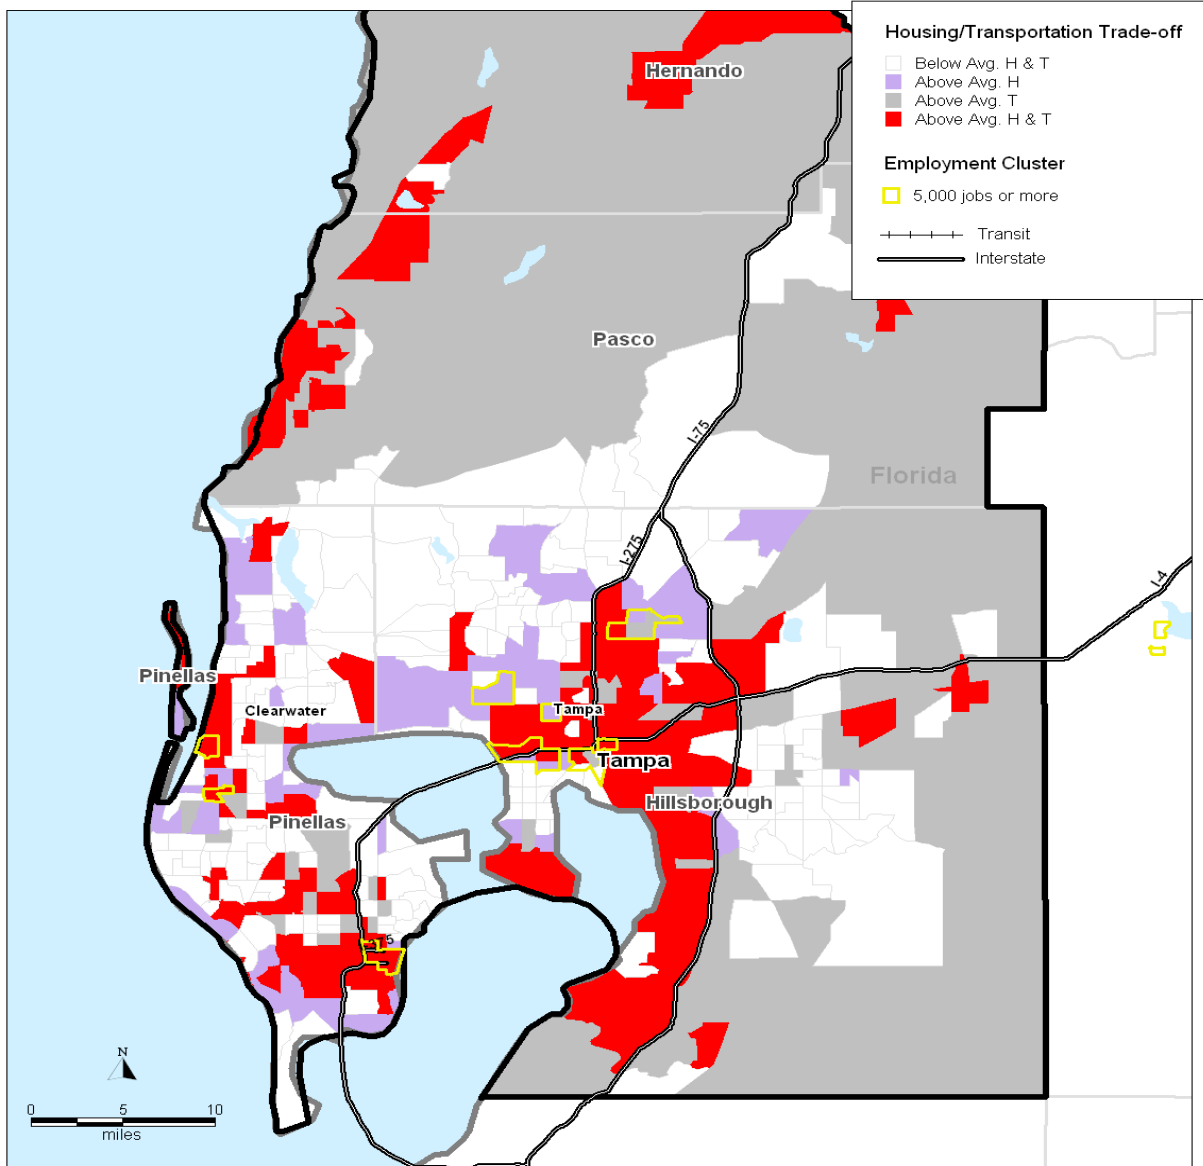 Housing/Transportation Trade-off
Below Avg. H & T
Above Avg. H
Above Avg. T
Above Avg. H & T
Employment Cluster
5,000 jobs or more
Transit
Interstate
Hernando
Pasco
I-75
Florida
I-275
I-4
Pinellas
Clearwater
Tampa
Tampa
Hillsborough
Pinellas
5
N
0 5 10
miles